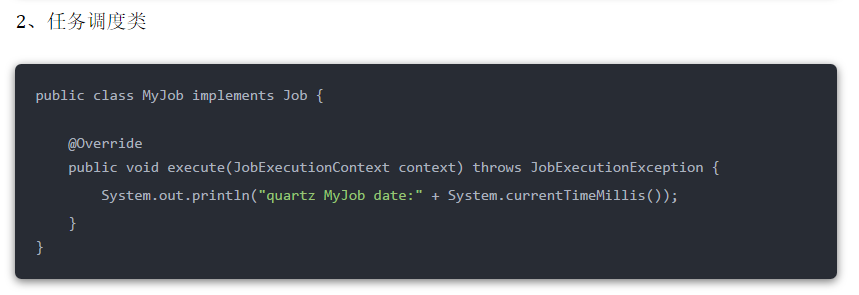 2、任务调度类
public class MyJob implements Job {
@Override
public void execute(JobExecutionContext context) throws JobExecutionException {
System.out.println("quartz MyJob date:" + System.currentTimeMillis());
}
}